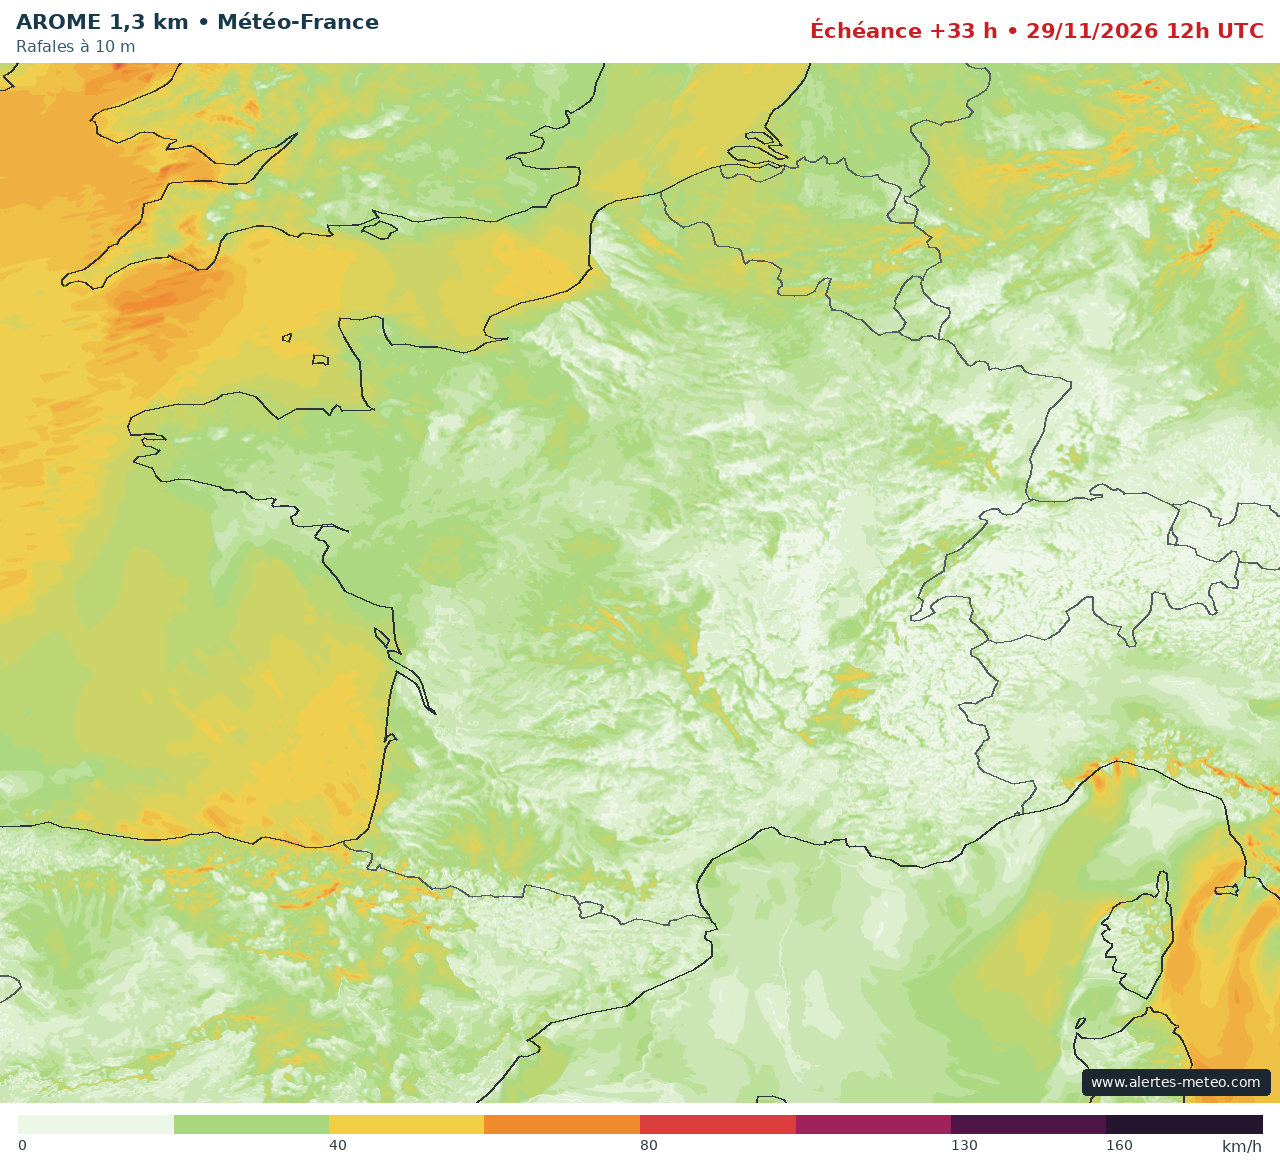 AROME 1,3 km • Météo-France
Rafales à 10 m
Échéance +33 h • 29/11/2026 12h UTC
www.alertes-meteo.com
0 40 80 130 160 km/h